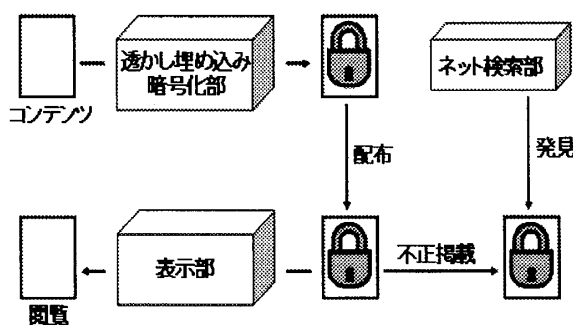 透かし埋め込み
暗号化部
ネット検索部
コンテンツ
配布
発見
表示部
不正掲載
閲覧